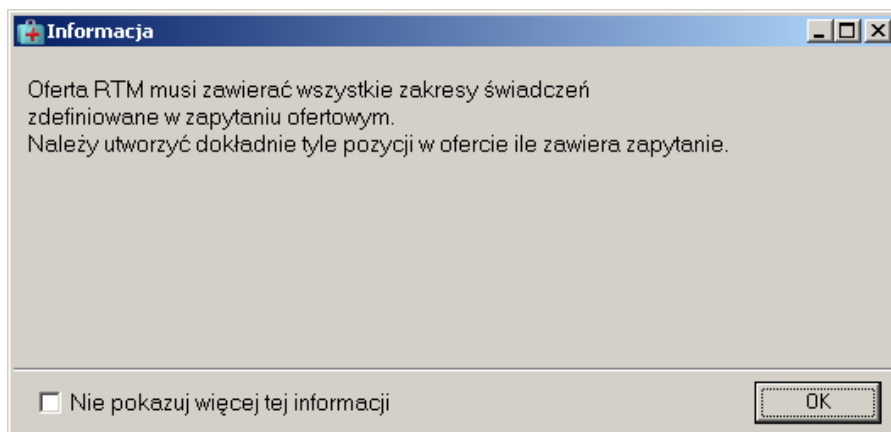 Informacja
Oferta RTM musi zawierać wszystkie zakresy świadczeń
zdefiniowane w zapytaniu ofertowym.
Należy utworzyć dokładnie tyle pozycji w ofercie ile zawiera zapytanie.
Nie pokazuj więcej tej informacji
OK